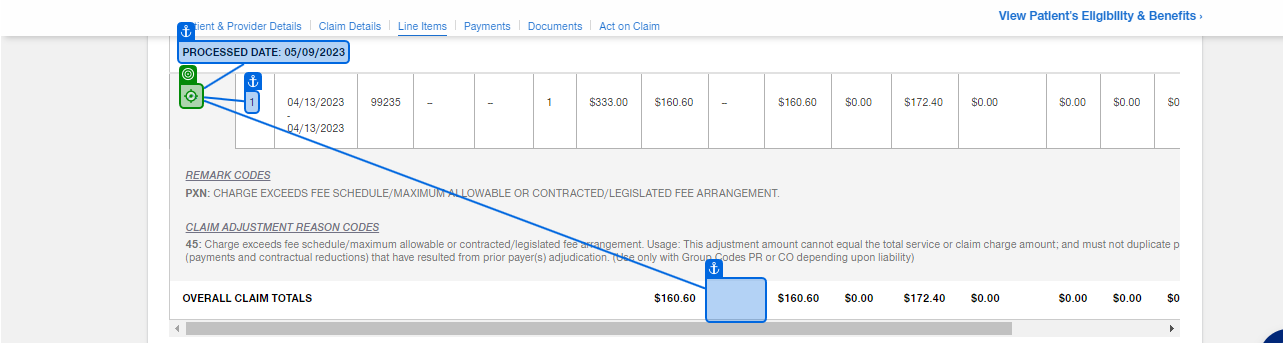 View Patient's Eligibility & Benefits ›
tient & Provider Details | Claim Details | Line Items | Payments | Documents | Act on Claim
PROCESSED DATE: 05/09/2023
1 04/13/2023 - 04/13/2023 99235 – – 1 $333.00 $160.60 – $160.60 $0.00 $172.40 $0.00 $0.00 $0.00 $0
REMARK CODES
PXN: CHARGE EXCEEDS FEE SCHEDULE/MAXIMUM ALLOWABLE OR CONTRACTED/LEGISLATED FEE ARRANGEMENT.
CLAIM ADJUSTMENT REASON CODES
45: Charge exceeds fee schedule/maximum allowable or contracted/legislated fee arrangement. Usage: This adjustment amount cannot equal the total service or claim charge amount; and must not duplicate p
(payments and contractual reductions) that have resulted from prior payer(s) adjudication. (Use only with Group Codes PR or CO depending upon liability)
OVERALL CLAIM TOTALS $160.60 $160.60 $0.00 $172.40 $0.00 $0.00 $0.00 $0